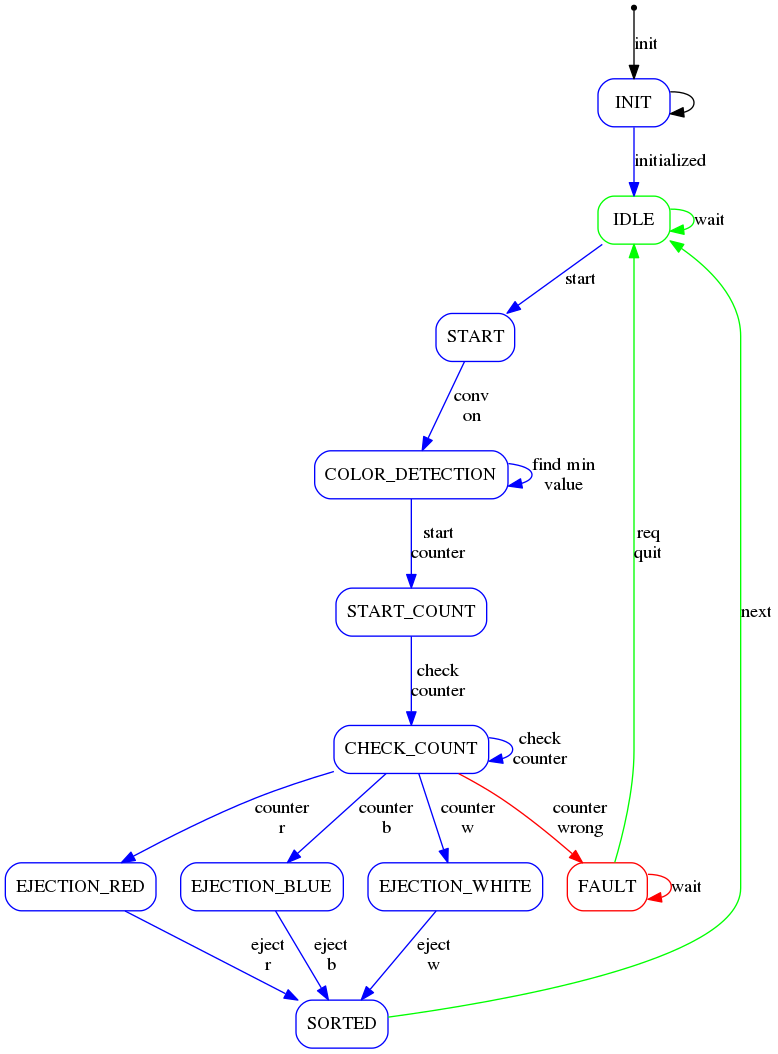 init
INIT
initialized
IDLE
wait
start
START
conv
on
COLOR_DETECTION
find min
value
start
counter
req
quit
START_COUNT
next
check
counter
CHECK_COUNT
check
counter
counter
r
counter
b
counter
w
counter
wrong
EJECTION_RED
EJECTION_BLUE
EJECTION_WHITE
FAULT
wait
eject
r
eject
b
eject
w
SORTED